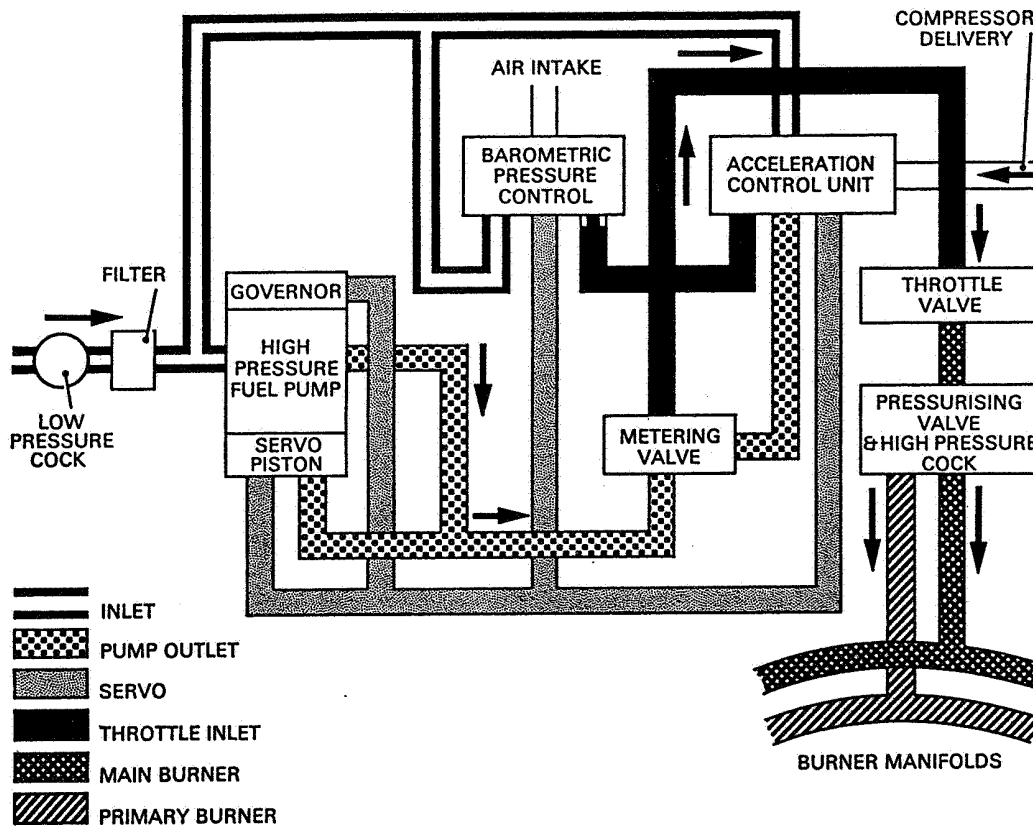 COMPRESSOR
DELIVERY
AIR INTAKE
BAROMETRIC
PRESSURE
CONTROL
ACCELERATION
CONTROL UNIT
FILTER
GOVERNOR
HIGH
PRESSURE
FUEL PUMP
SERVO
PISTON
LOW
PRESSURE
COCK
THROTTLE
VALVE
METERING
VALVE
PRESSURISING
VALVE
& HIGH PRESSURE
COCK
INLET
PUMP OUTLET
SERVO
THROTTLE INLET
MAIN BURNER
PRIMARY BURNER
BURNER MANIFOLDS